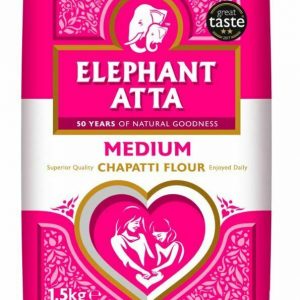 great
taste
ELEPHANT
ATTA
50 YEARS OF NATURAL GOODNESS
MEDIUM
Superior Quality CHAPATTI FLOUR Enjoyed Daily
1.5kg e